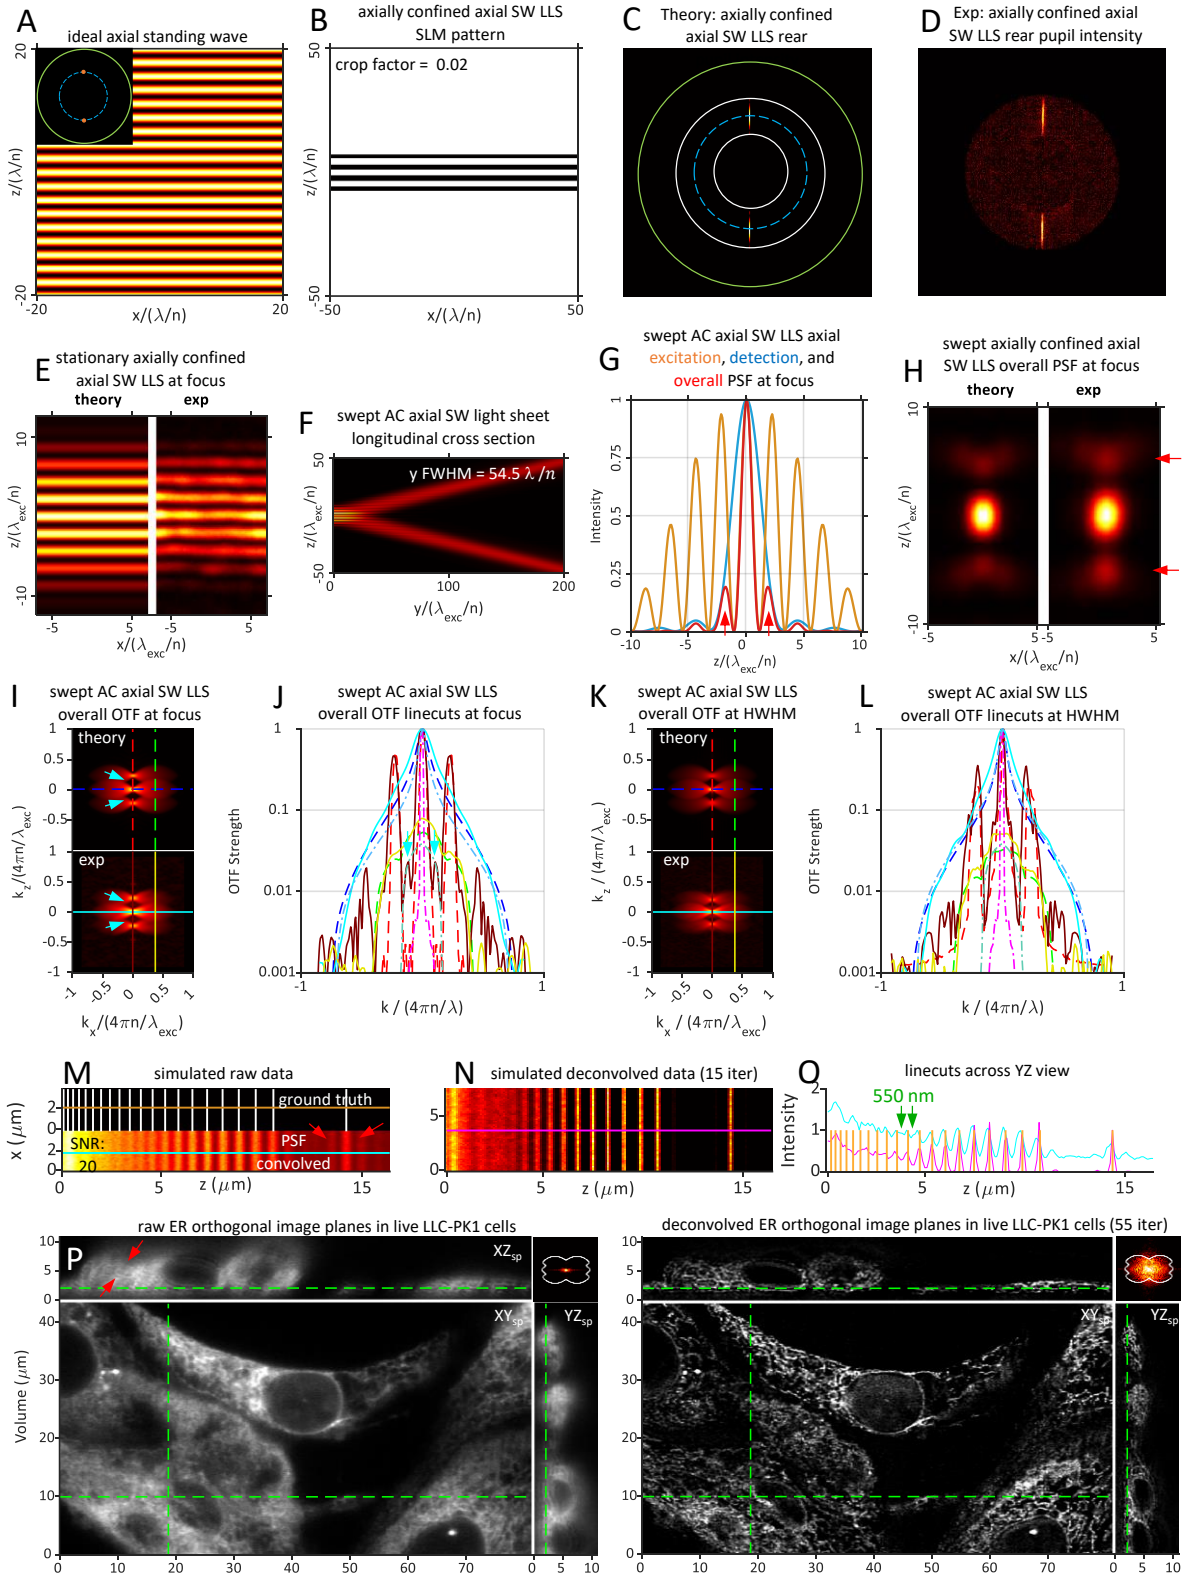 A
ideal axial standing wave
20
z/(λ/n)
-20
-20
20
x/(λ/n)
B
axially confined axial SW LLS
SLM pattern
50
crop factor = 0.02
z/(λ/n)
-50
-50
50
x/(λ/n)
C
Theory: axially confined
axial SW LLS rear
D
Exp: axially confined axial
SW LLS rear pupil intensity
E
stationary axially confined
axial SW LLS at focus
theory
exp
10
z/(λexc/n)
-10
-5
5
-5
5
x/(λexc/n)
F
swept AC axial SW light sheet
longitudinal cross section
50
y FWHM = 54.5 λ/n
z/(λexc/n)
-50
0
100
200
y/(λexc/n)
G
swept AC axial SW LLS axial
excitation, detection, and
overall PSF at focus
1
0.75
0.5
0.25
0
Intensity
-10
-5
0
5
10
z/(λexc/n)
H
swept axially confined axial
SW LLS overall PSF at focus
theory
exp
10
z/(λexc/n)
-10
-5
5
-5
5
x/(λexc/n)
I
swept AC axial SW LLS
overall OTF at focus
1
theory
0.5
0
-0.5
1
exp
0.5
0
-0.5
-1
kz/(4πn/λexc)
-1
-0.5
0
0.5
1
kx/(4πn/λexc)
J
swept AC axial SW LLS
overall OTF linecuts at focus
1
0.1
0.01
0.001
OTF Strength
-1
1
k / (4πn/λ)
K
swept AC axial SW LLS
overall OTF at HWHM
1
theory
0.5
0
-0.5
1
exp
0.5
0
-0.5
-1
kz / (4πn/λexc)
-1
-0.5
0
0.5
1
kx / (4πn/λexc)
L
swept AC axial SW LLS
overall OTF linecuts at HWHM
1
0.1
0.01
0.001
OTF Strength
-1
1
k / (4πn/λ)
M
simulated raw data
ground truth
2
SNR:
20
PSF
convolved
2
0
x (μm)
0
5
15
z (μm)
N
simulated deconvolved data (15 iter)
5
0
0
5
15
z (μm)
O
linecuts across YZ view
550 nm
2
1
0
Intensity
0
5
15
z (μm)
P
raw ER orthogonal image planes in live LLC-PK1 cells
10
5
0
XZsp
40
XYsp
YZsp
30
20
10
0
Volume (μm)
0
10
20
30
40
50
60
70
0
5
10
deconvolved ER orthogonal image planes in live LLC-PK1 cells (55 iter)
10
5
0
XZsp
40
XYsp
YZsp
30
20
10
0
0
10
20
30
40
50
60
70
0
5
10